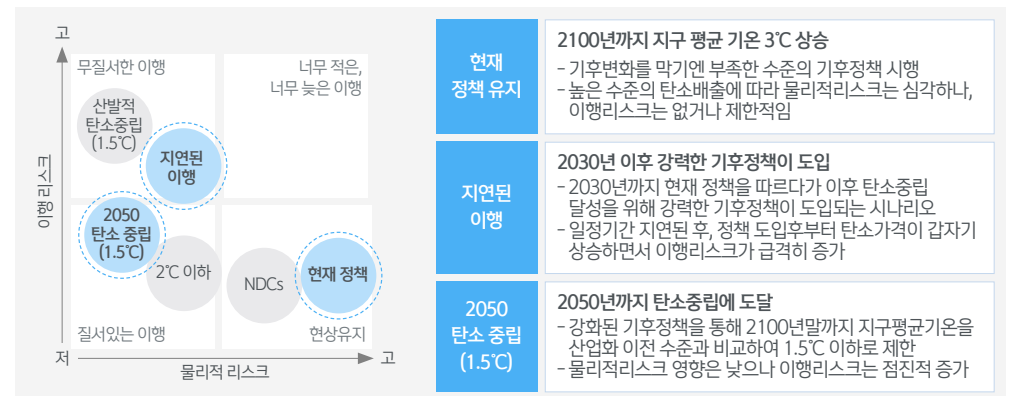 고
무질서한 이행
너무 적은,
너무 늦은 이행
산발적
탄소중립
(1.5℃)
지연된
이행
이행 리스크
2050
탄소 중립
(1.5℃)
2℃ 이하
NDCs
현재 정책
질서있는 이행
현상유지
저
고
물리적 리스크
현재
정책 유지
2100년까지 지구 평균 기온 3℃ 상승
- 기후변화를 막기엔 부족한 수준의 기후정책 시행
- 높은 수준의 탄소배출에 따라 물리적리스크는 심각하나,
이행리스크는 없거나 제한적임
지연된
이행
2030년 이후 강력한 기후정책이 도입
- 2030년까지 현재 정책을 따르다가 이후 탄소중립
달성을 위해 강력한 기후정책이 도입되는 시나리오
- 일정기간 지연된 후, 정책 도입후부터 탄소가격이 갑자기
상승하면서 이행리스크가 급격히 증가
2050
탄소 중립
(1.5℃)
2050년까지 탄소중립에 도달
- 강화된 기후정책을 통해 2100년말까지 지구평균기온을
산업화 이전 수준과 비교하여 1.5℃ 이하로 제한
- 물리적리스크 영향은 낮으나 이행리스크는 점진적 증가